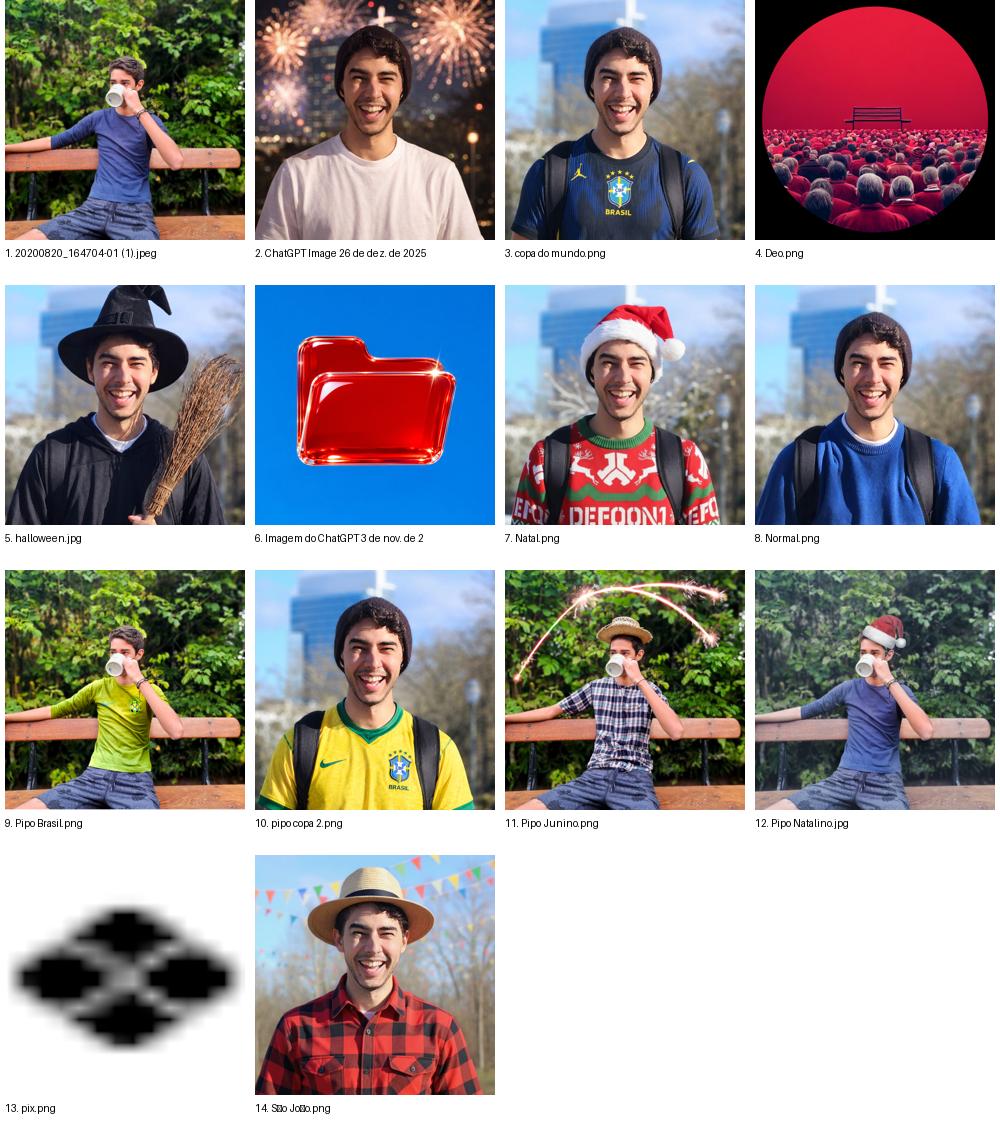 BRASIL
1. 20200820_164704-01 (1).jpeg
2. ChatGPT Image 26 de dez. de 2025
3. copa do mundo.png
4. Deo.png
DEFQON1
5. halloween.jpg
6. Imagem do ChatGPT 3 de nov. de 2
7. Natal.png
8. Normal.png
BRASIL
9. Pipo Brasil.png
10. pipo copa 2.png
11. Pipo Junino.png
12. Pipo Natalino.jpg
13. pix.png
14. S□o Jo□o.png